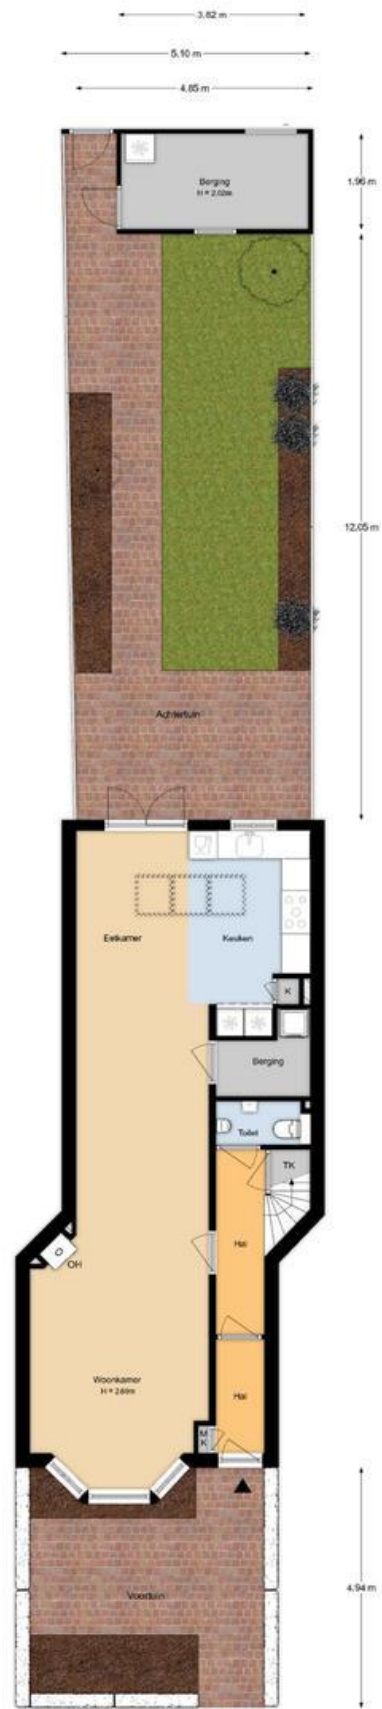 3.82 m
5.10 m
4.85 m
1.96 m
Berging
H = 2.02m
12.05 m
Achtertuin
Eetkamer
Keuken
K
Berging
Toilet
TK
Hal
OH
Woonkamer
H = 2.69m
Hal
M
K
Voortuin
4.94 m